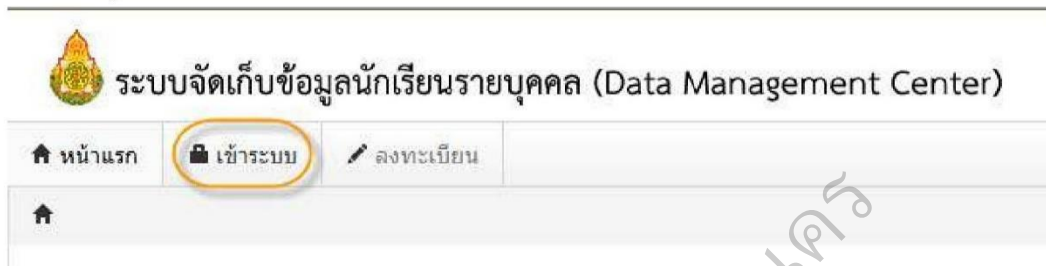 ระบบจัดเก็บข้อมูลนักเรียนรายบุคคล (Data Management Center)
หน้าแรก เข้าระบบ ลงทะเบียน